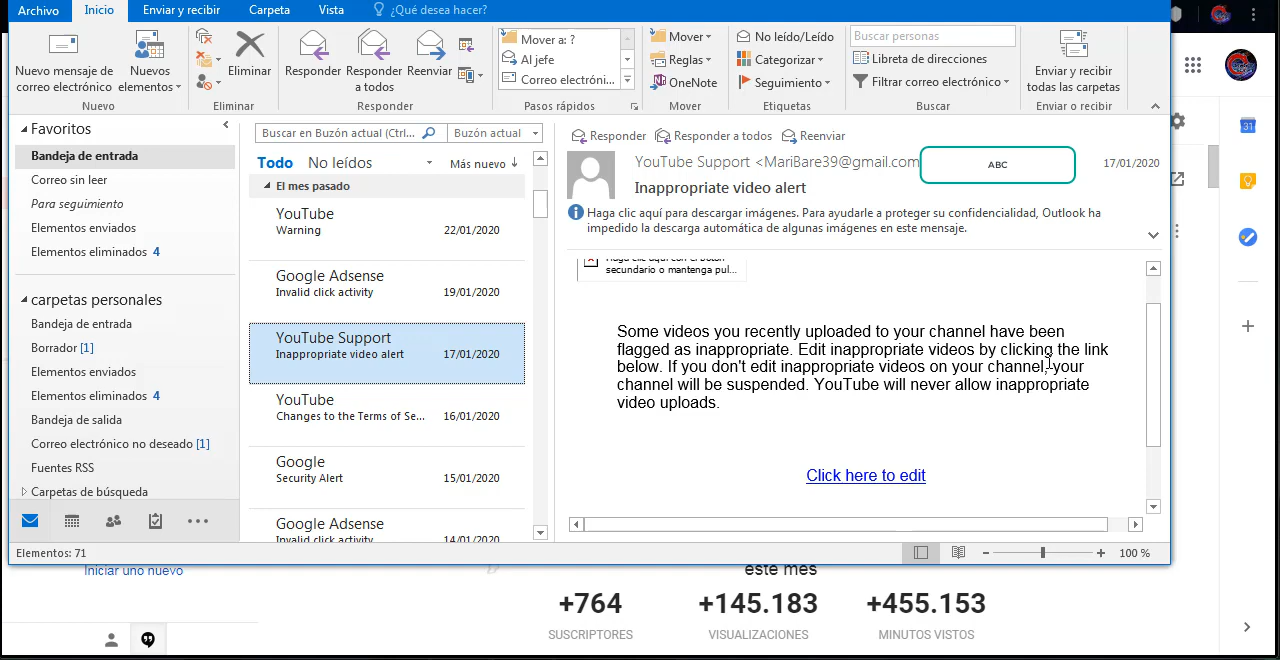 Archivo Inicio Enviar y recibir Carpeta Vista ¿Qué desea hacer?
Nuevo mensaje de correo electrónico
Nuevos elementos
Nuevo
Eliminar
Eliminar
Responder
Responder a todos
Reenviar
Responder
Mover a: ?
Al jefe
Correo electróni...
Pasos rápidos
Mover
Reglas
OneNote
Mover
No leído/Leído
Categorizar
Seguimiento
Etiquetas
Buscar personas
Libreta de direcciones
Filtrar correo electrónico
Buscar
Enviar y recibir todas las carpetas
Enviar o recibir
Favoritos
Bandeja de entrada
Correo sin leer
Para seguimiento
Elementos enviados
Elementos eliminados 4
carpetas personales
Bandeja de entrada
Borrador [1]
Elementos enviados
Elementos eliminados 4
Bandeja de salida
Correo electrónico no deseado [1]
Fuentes RSS
Carpetas de búsqueda
Elementos: 71
Buscar en Buzón actual (Ctrl... Buzón actual
Todo No leídos Más nuevo
El mes pasado
YouTube
Warning 22/01/2020
Google Adsense
Invalid click activity 19/01/2020
YouTube Support
Inappropriate video alert 17/01/2020
YouTube
Changes to the Terms of Se... 16/01/2020
Google
Security Alert 15/01/2020
Google Adsense
Invalid click activity 14/01/2020
Responder Responder a todos Reenviar
YouTube Support <MariBare39@gmail.com ABC 17/01/2020
Inappropriate video alert
Haga clic aquí para descargar imágenes. Para ayudarle a proteger su confidencialidad, Outlook ha
impedido la descarga automática de algunas imágenes en este mensaje.
Haga clic aquí con el botón
secundario o mantenga pul...
Some videos you recently uploaded to your channel have been
flagged as inappropriate. Edit inappropriate videos by clicking the link
below. If you don't edit inappropriate videos on your channel, your
channel will be suspended. YouTube will never allow inappropriate
video uploads.
Click here to edit
100 %
31
Iniciar uno nuevo
este mes
+764 +145.183 +455.153
SUSCRIPTORES VISUALIZACIONES MINUTOS VISTOS